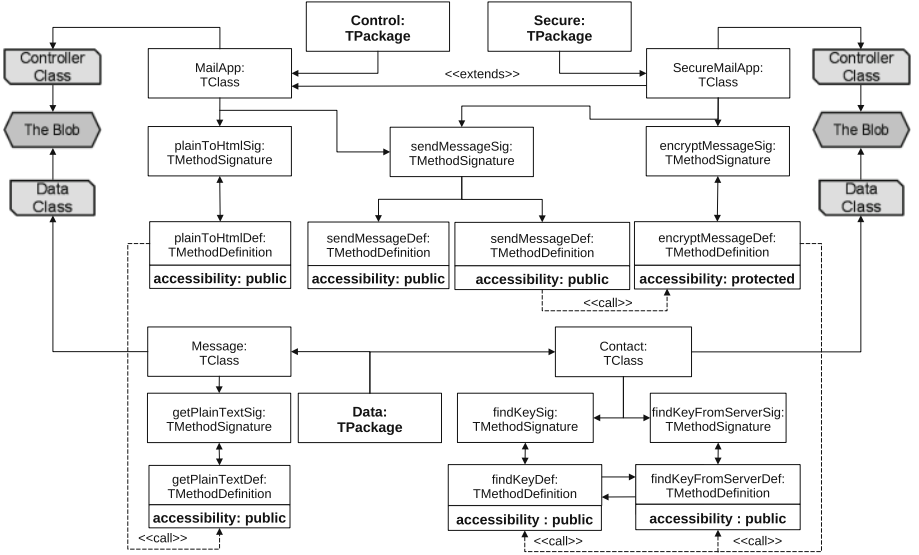 Control:
TPackage
Secure:
TPackage
Controller
Class
MailApp:
TClass
<<extends>>
SecureMailApp:
TClass
Controller
Class
The Blob
plainToHtmlSig:
TMethodSignature
sendMessageSig:
TMethodSignature
encryptMessageSig:
TMethodSignature
The Blob
Data
Class
Data
Class
plainToHtmlDef:
TMethodDefinition
accessibility: public
sendMessageDef:
TMethodDefinition
accessibility: public
sendMessageDef:
TMethodDefinition
accessibility: public
encryptMessageDef:
TMethodDefinition
accessibility: protected
<<call>>
Message:
TClass
Contact:
TClass
getPlainTextSig:
TMethodSignature
Data:
TPackage
findKeySig:
TMethodSignature
findKeyFromServerSig:
TMethodSignature
getPlainTextDef:
TMethodDefinition
accessibility: public
findKeyDef:
TMethodDefinition
accessibility : public
findKeyFromServerDef:
TMethodDefinition
accessibility : public
<<call>>
<<call>>
<<call>>